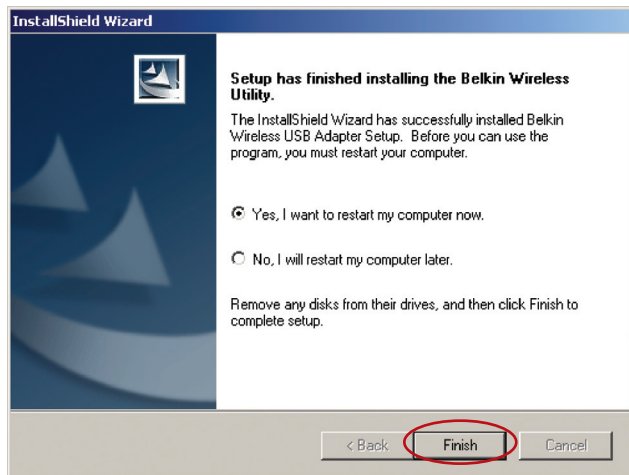 InstallShield Wizard
Setup has finished installing the Belkin Wireless
Utility.
The InstallShield Wizard has successfully installed Belkin
Wireless USB Adapter Setup.  Before you can use the
program, you must restart your computer.
Yes, I want to restart my computer now.
No, I will restart my computer later.
Remove any disks from their drives, and then click Finish to
complete setup.
< Back Finish Cancel